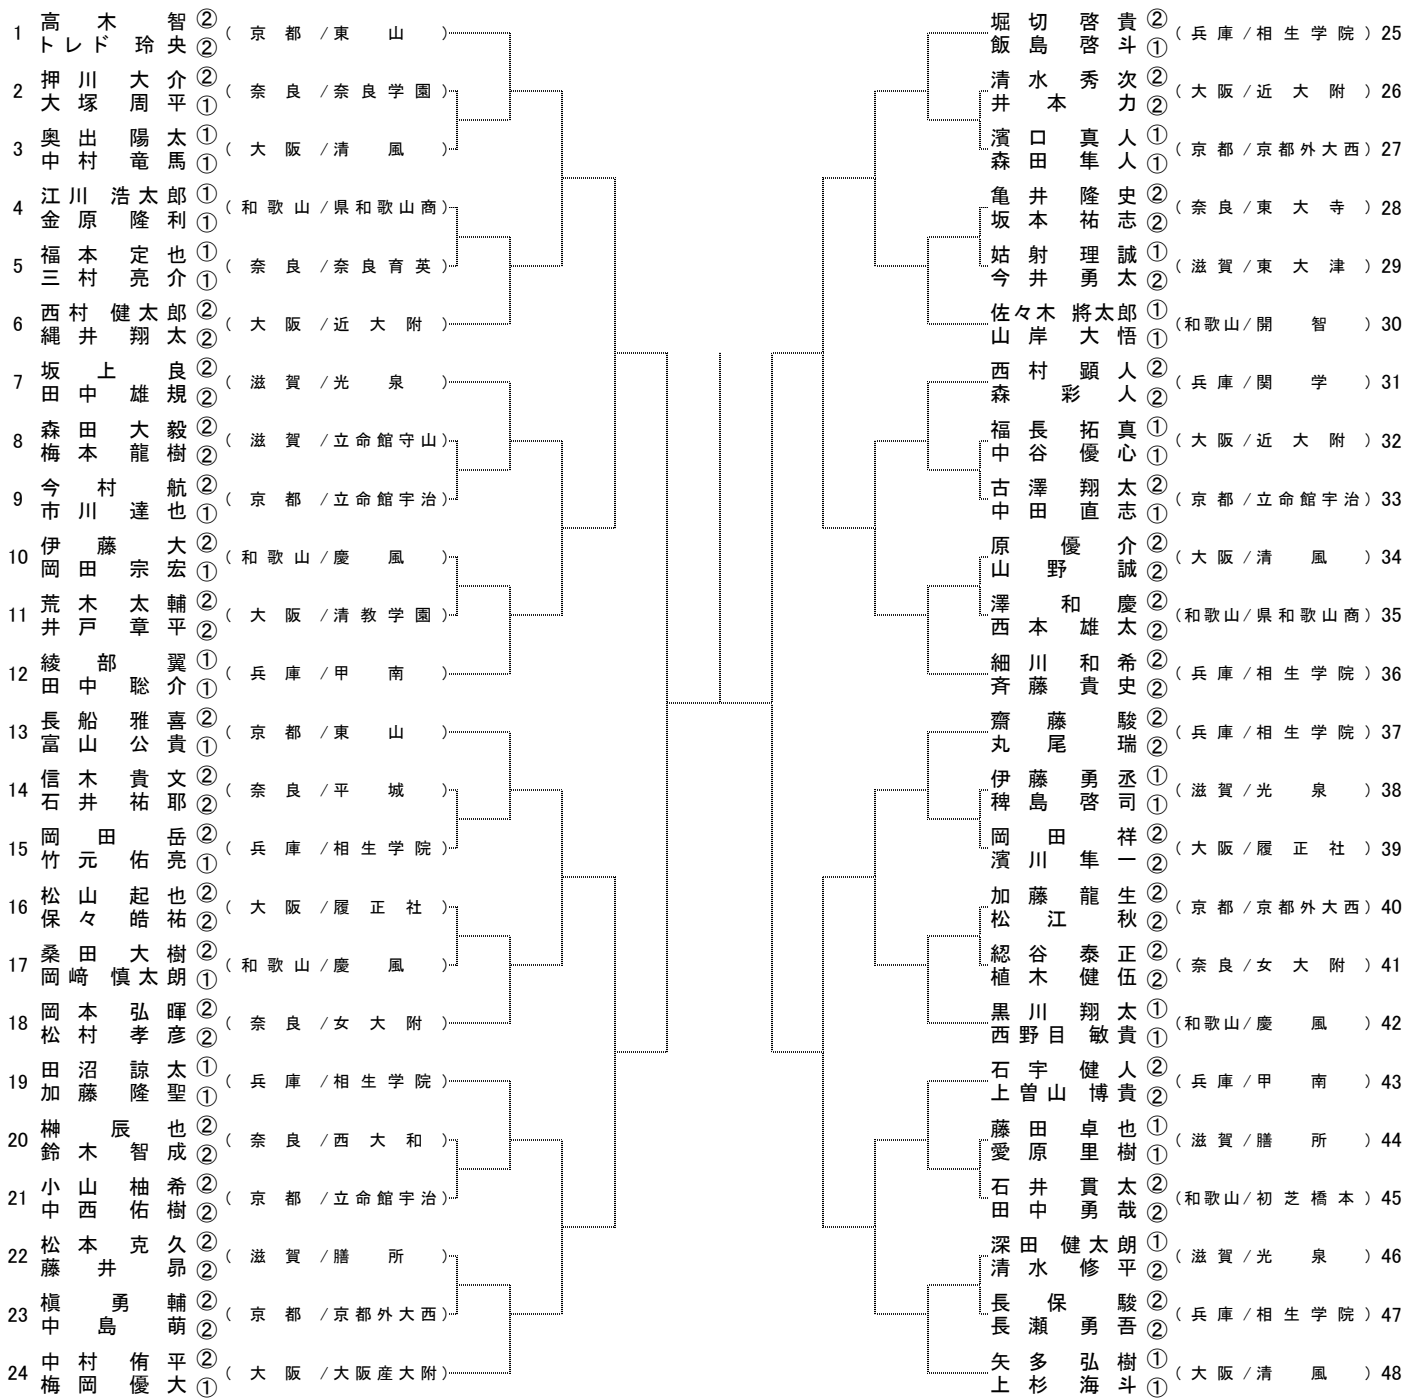 1 高木 智② トレド 玲央② (京都/東山)
2 押川 大介② 大塚 周平① (奈良/奈良学園)
3 奥出 陽太① 中村 竜馬① (大阪/清風)
4 江川 浩太郎① 金原 隆利① (和歌山/県和歌山商)
5 福本 定也① 三村 亮介① (奈良/奈良育英)
6 西村 健太郎② 縄井 翔太② (大阪/近大附)
7 坂上 良② 田中 雄規② (滋賀/光泉)
8 森田 大毅② 梅本 龍樹② (滋賀/立命館守山)
9 今村 航② 市川 達也① (京都/立命館宇治)
10 伊藤 大② 岡田 宗宏① (和歌山/慶風)
11 荒木 太輔② 井戸 章平② (大阪/清教学園)
12 綾部 翼① 田中 聡介① (兵庫/甲南)
13 長船 雅喜② 富山 公貴① (京都/東山)
14 信木 貴文② 石井 祐耶② (奈良/平城)
15 岡田 岳② 竹元 佑亮① (兵庫/相生学院)
16 松山 起也② 保々 皓祐② (大阪/履正社)
17 桑田 大樹② 岡﨑 慎太朗① (和歌山/慶風)
18 岡本 弘暉② 松村 孝彦② (奈良/女大附)
19 田沼 諒太① 加藤 隆聖① (兵庫/相生学院)
20 榊 辰也② 鈴木 智成② (奈良/西大和)
21 小山 柚希② 中西 佑樹② (京都/立命館宇治)
22 松本 克久② 藤井 昴② (滋賀/膳所)
23 槇 勇輔② 中島 萌② (京都/京都外大西)
24 中村 侑平② 梅岡 優大① (大阪/大阪産大附)
堀切 啓貴② 飯島 啓斗① (兵庫/相生学院) 25
清水 秀次② 井本 力② (大阪/近大附) 26
濱口 真人① 森田 隼人① (京都/京都外大西) 27
亀井 隆史② 坂本 祐志② (奈良/東大寺) 28
姑射 理誠① 今井 勇太② (滋賀/東大津) 29
佐々木 將太郎① 山岸 大悟① (和歌山/開智) 30
西村 顕人② 森 彩人② (兵庫/関学) 31
福長 拓真① 中谷 優心① (大阪/近大附) 32
古澤 翔太② 中田 直志① (京都/立命館宇治) 33
原 優介② 山野 誠② (大阪/清風) 34
澤 和慶② 西本 雄太② (和歌山/県和歌山商) 35
細川 和希② 斉藤 貴史② (兵庫/相生学院) 36
齋藤 駿② 丸尾 瑞② (兵庫/相生学院) 37
伊藤 勇丞① 稗島 啓司① (滋賀/光泉) 38
岡田 祥② 濱川 隼一② (大阪/履正社) 39
加藤 龍生② 松江 秋② (京都/京都外大西) 40
綛谷 泰正② 植木 健伍② (奈良/女大附) 41
黒川 翔太① 西野目 敏貴① (和歌山/慶風) 42
石宇 健人② 上曽山 博貴② (兵庫/甲南) 43
藤田 卓也① 愛原 里樹① (滋賀/膳所) 44
石井 貫太② 田中 勇哉② (和歌山/初芝橋本) 45
深田 健太朗① 清水 修平② (滋賀/光泉) 46
長保 駿② 長瀬 勇吾② (兵庫/相生学院) 47
矢多 弘樹① 上杉 海斗① (大阪/清風) 48